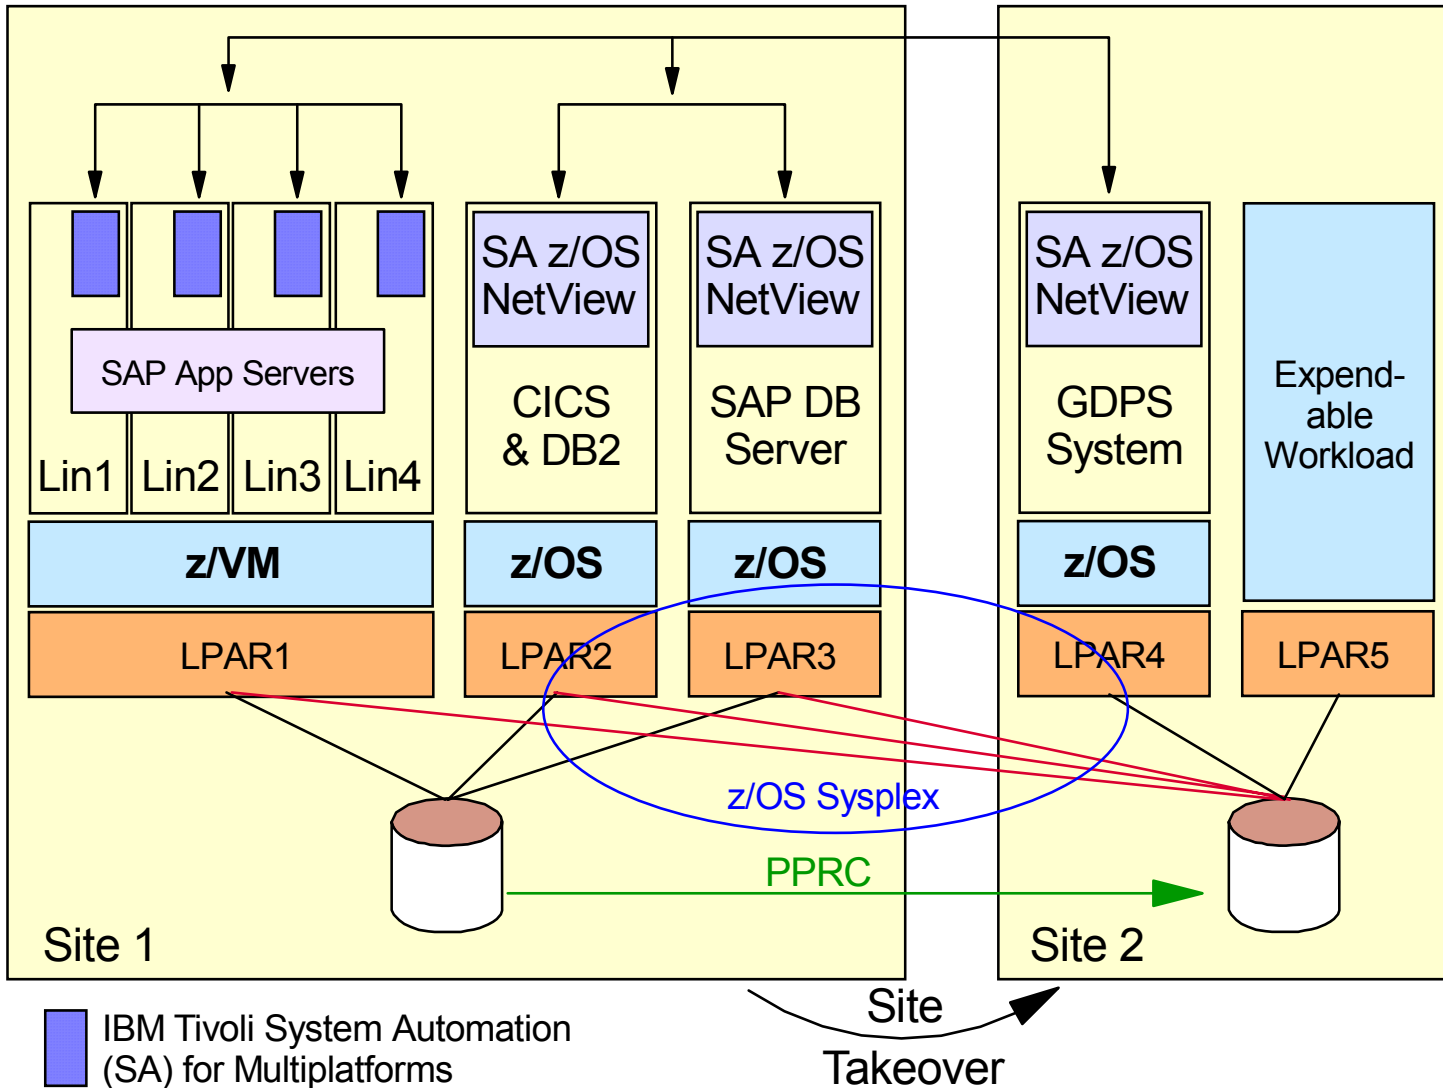 SA z/OS
NetView
SA z/OS
NetView
SA z/OS
NetView
SAP App Servers
CICS
& DB2
SAP DB
Server
GDPS
System
Expend-
able
Workload
Lin1
Lin2
Lin3
Lin4
z/VM
z/OS
z/OS
z/OS
LPAR1
LPAR2
LPAR3
LPAR4
LPAR5
z/OS Sysplex
PPRC
Site 1
Site 2
Site
Takeover
IBM Tivoli System Automation
(SA) for Multiplatforms